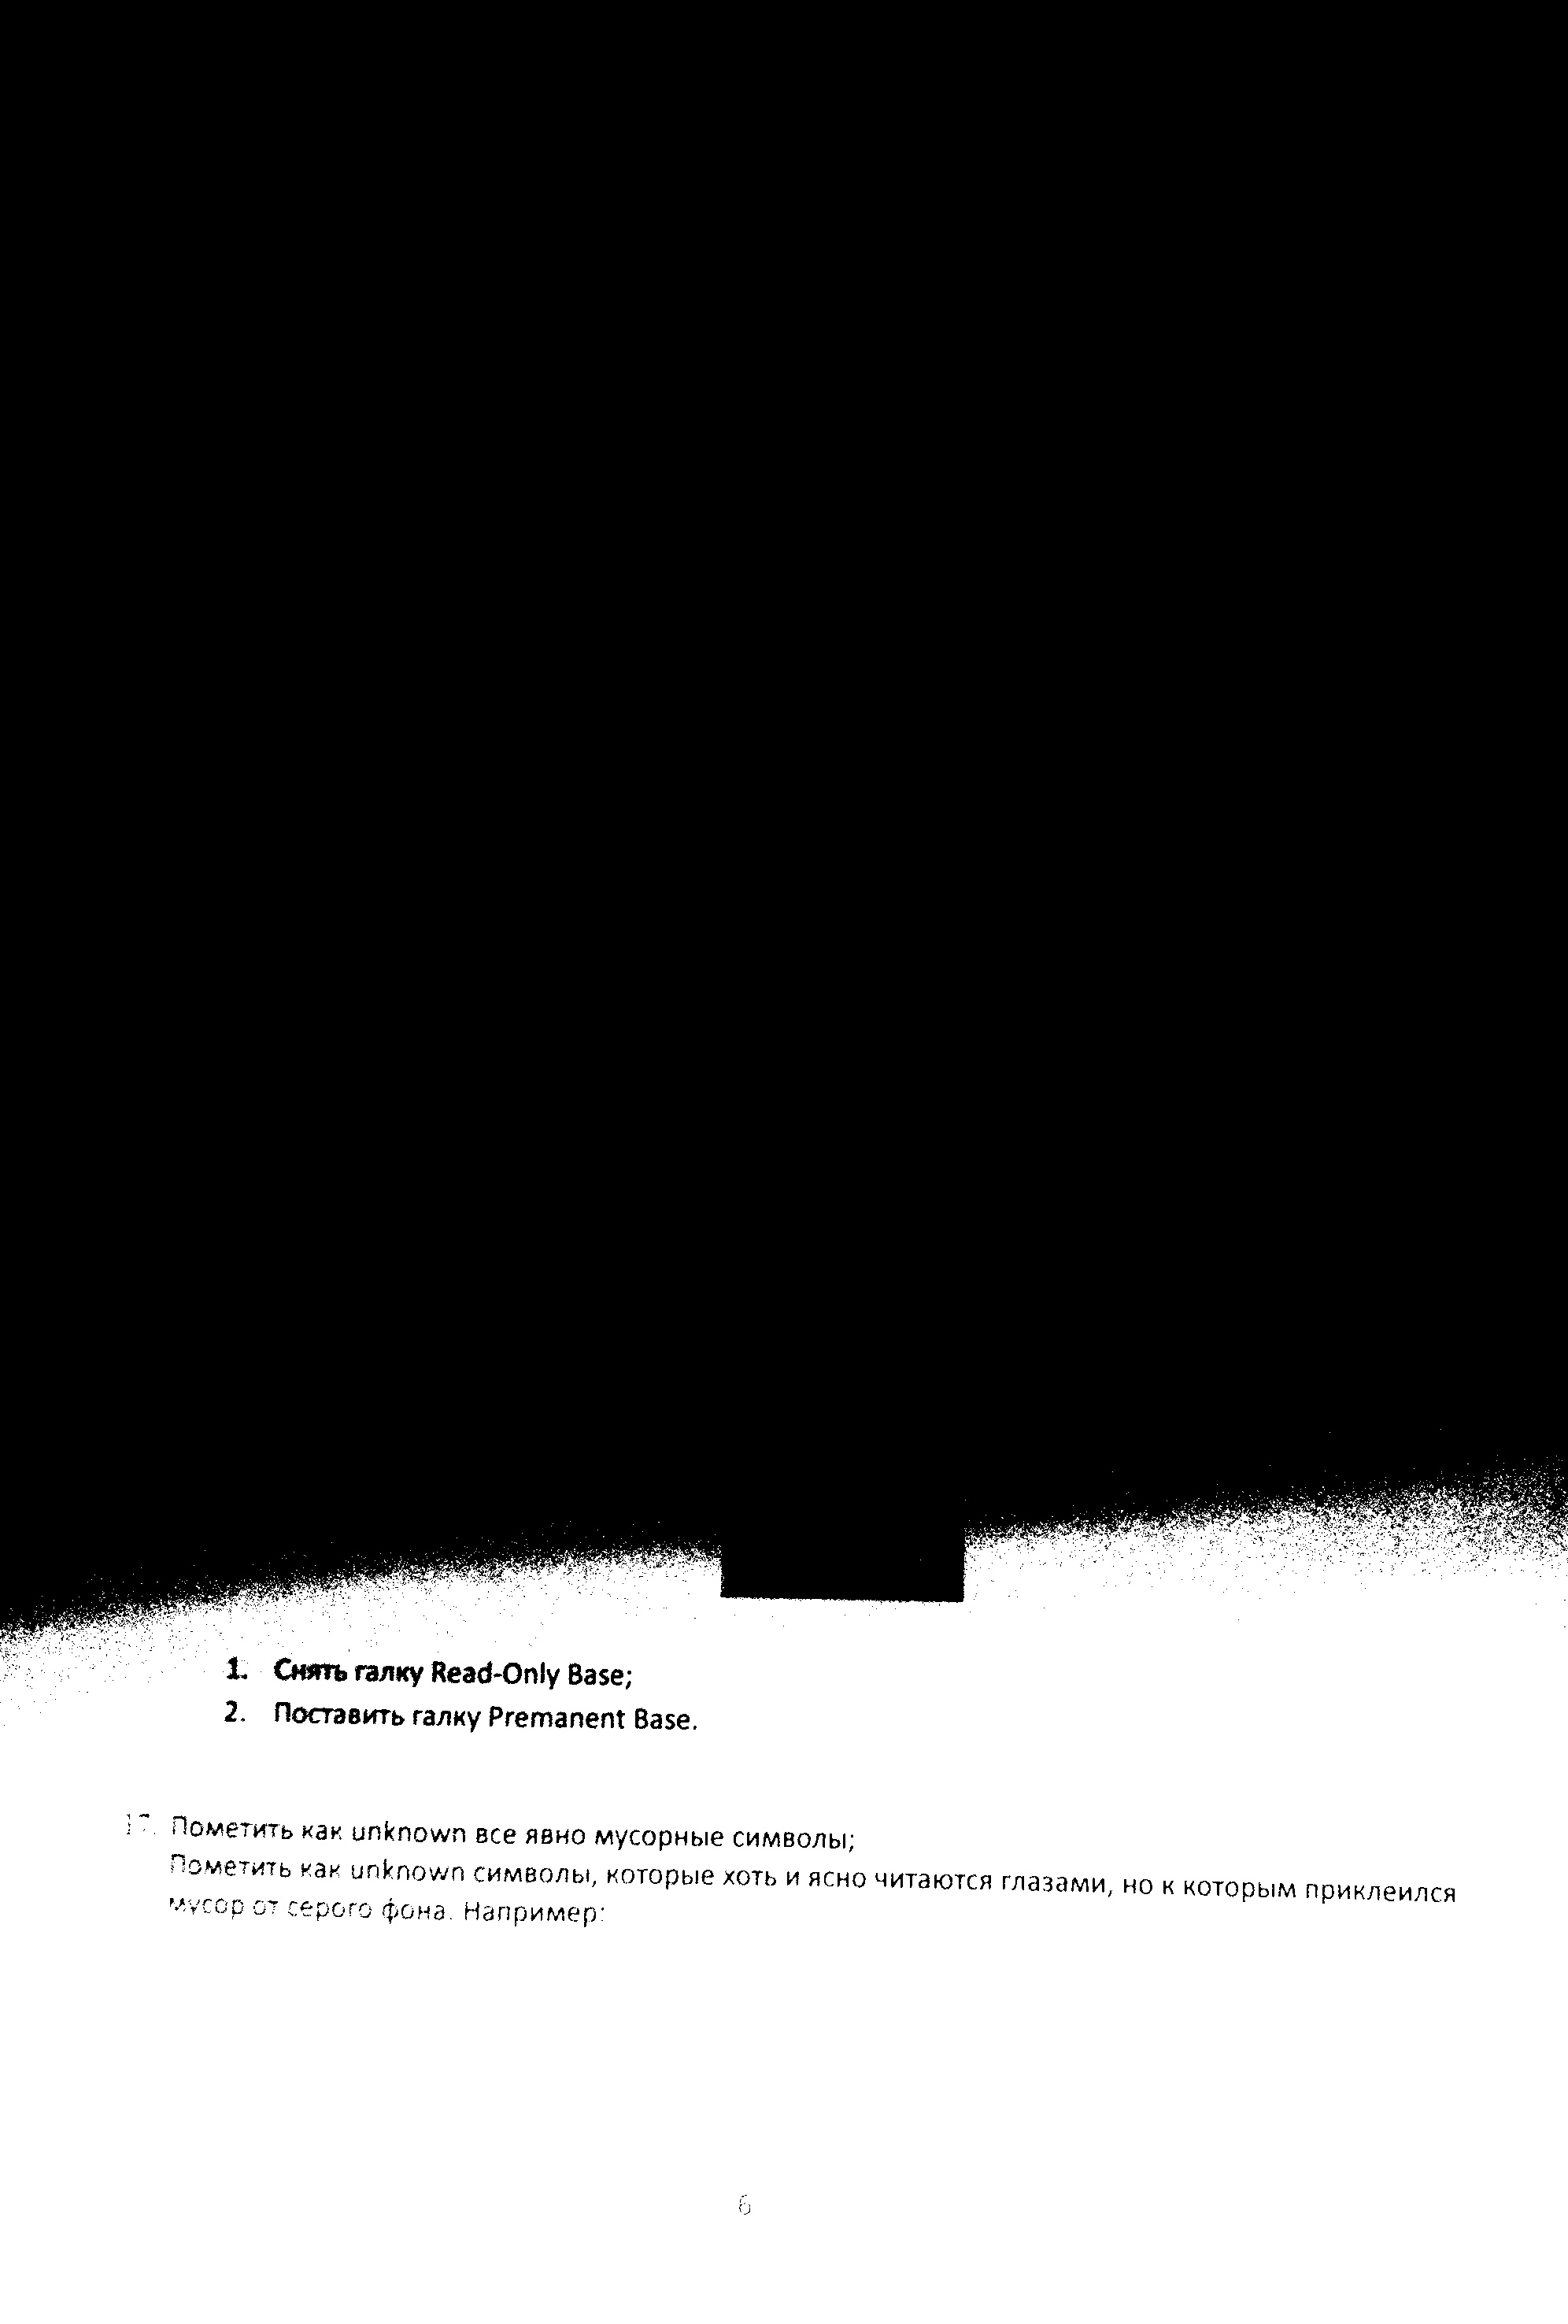 1. Снять галку Read-Only Base;
2. Поставить галку Premanent Base.
17. Пометить как unknown все явно мусорные символы;
Пометить как unknown символы, которые хоть и ясно читаются глазами, но к которым приклеился
мусор от серого фона. Например:
6